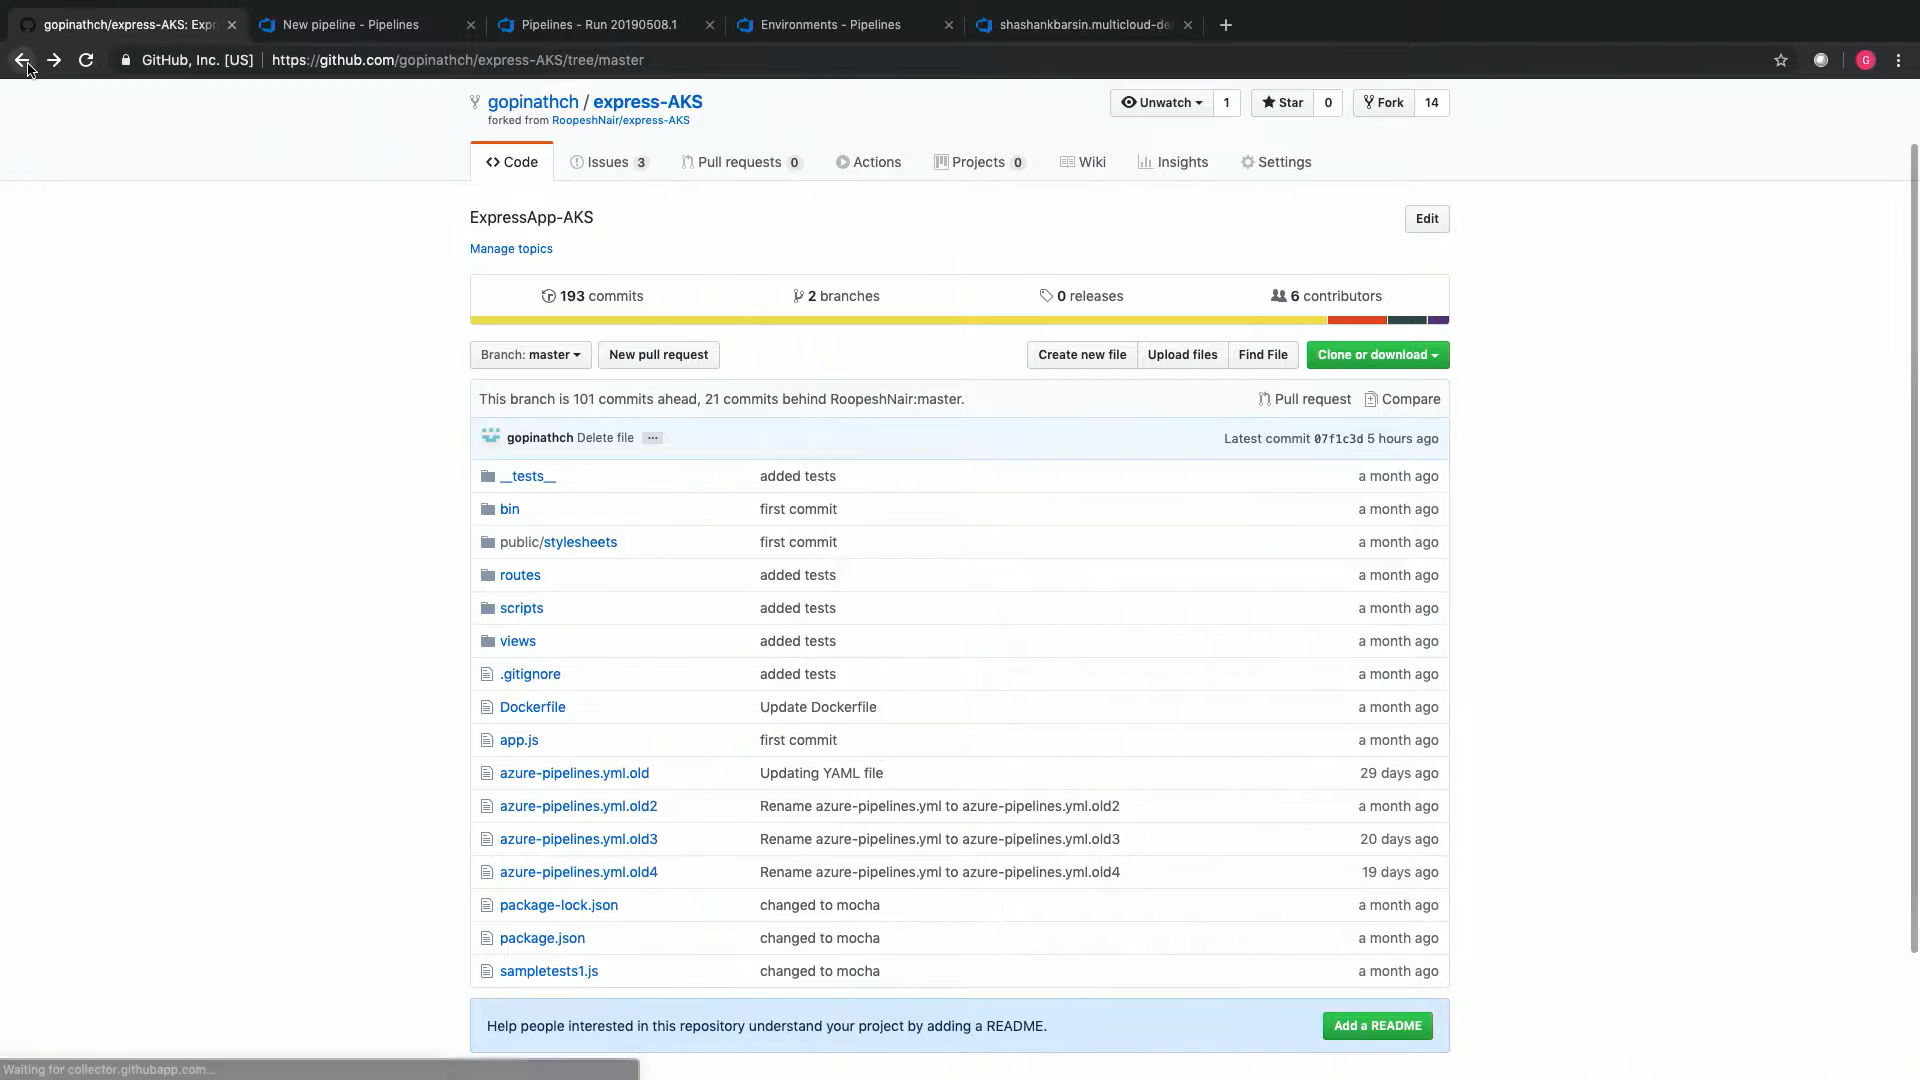 gopinathch/express-AKS: Exp
New pipeline - Pipelines
Pipelines - Run 20190508.1
Environments - Pipelines
shashankbarsin.multicloud-de
GitHub, Inc. [US]
https://github.com/gopinathch/express-AKS/tree/master
G
gopinathch / express-AKS
forked from RoopeshNair/express-AKS
Unwatch 1
Star 0
Fork 14
Code
Issues 3
Pull requests 0
Actions
Projects 0
Wiki
Insights
Settings
ExpressApp-AKS
Edit
Manage topics
193 commits
2 branches
0 releases
6 contributors
Branch: master
New pull request
Create new file
Upload files
Find File
Clone or download
This branch is 101 commits ahead, 21 commits behind RoopeshNair:master.
Pull request
Compare
gopinathch Delete file ...
Latest commit 07f1c3d 5 hours ago
__tests__ added tests a month ago
bin first commit a month ago
public/stylesheets first commit a month ago
routes added tests a month ago
scripts added tests a month ago
views added tests a month ago
.gitignore added tests a month ago
Dockerfile Update Dockerfile a month ago
app.js first commit a month ago
azure-pipelines.yml.old Updating YAML file 29 days ago
azure-pipelines.yml.old2 Rename azure-pipelines.yml to azure-pipelines.yml.old2 a month ago
azure-pipelines.yml.old3 Rename azure-pipelines.yml to azure-pipelines.yml.old3 20 days ago
azure-pipelines.yml.old4 Rename azure-pipelines.yml to azure-pipelines.yml.old4 19 days ago
package-lock.json changed to mocha a month ago
package.json changed to mocha a month ago
sampletests1.js changed to mocha a month ago
Help people interested in this repository understand your project by adding a README.
Add a README
Waiting for collector.githubapp.com...